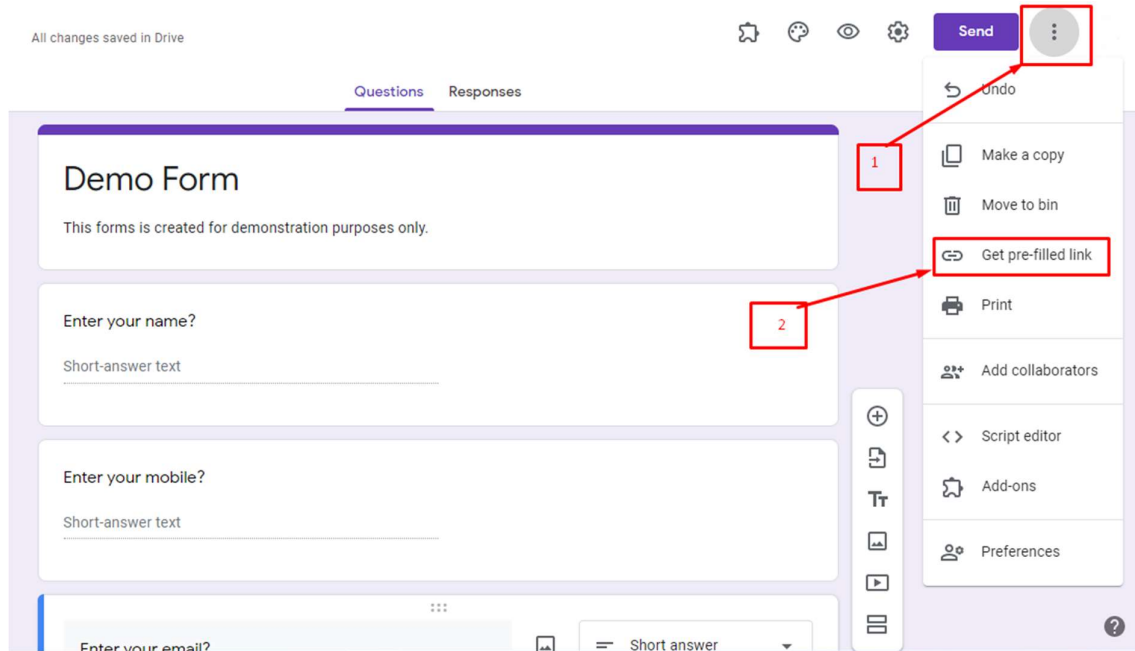 All changes saved in Drive
Send
Questions Responses
Undo
Make a copy
Move to bin
Get pre-filled link
Print
Add collaborators
Script editor
Add-ons
Preferences
1
2
Demo Form
This forms is created for demonstration purposes only.
Enter your name?
Short-answer text
Enter your mobile?
Short-answer text
Enter your email?
Short answer
Tт